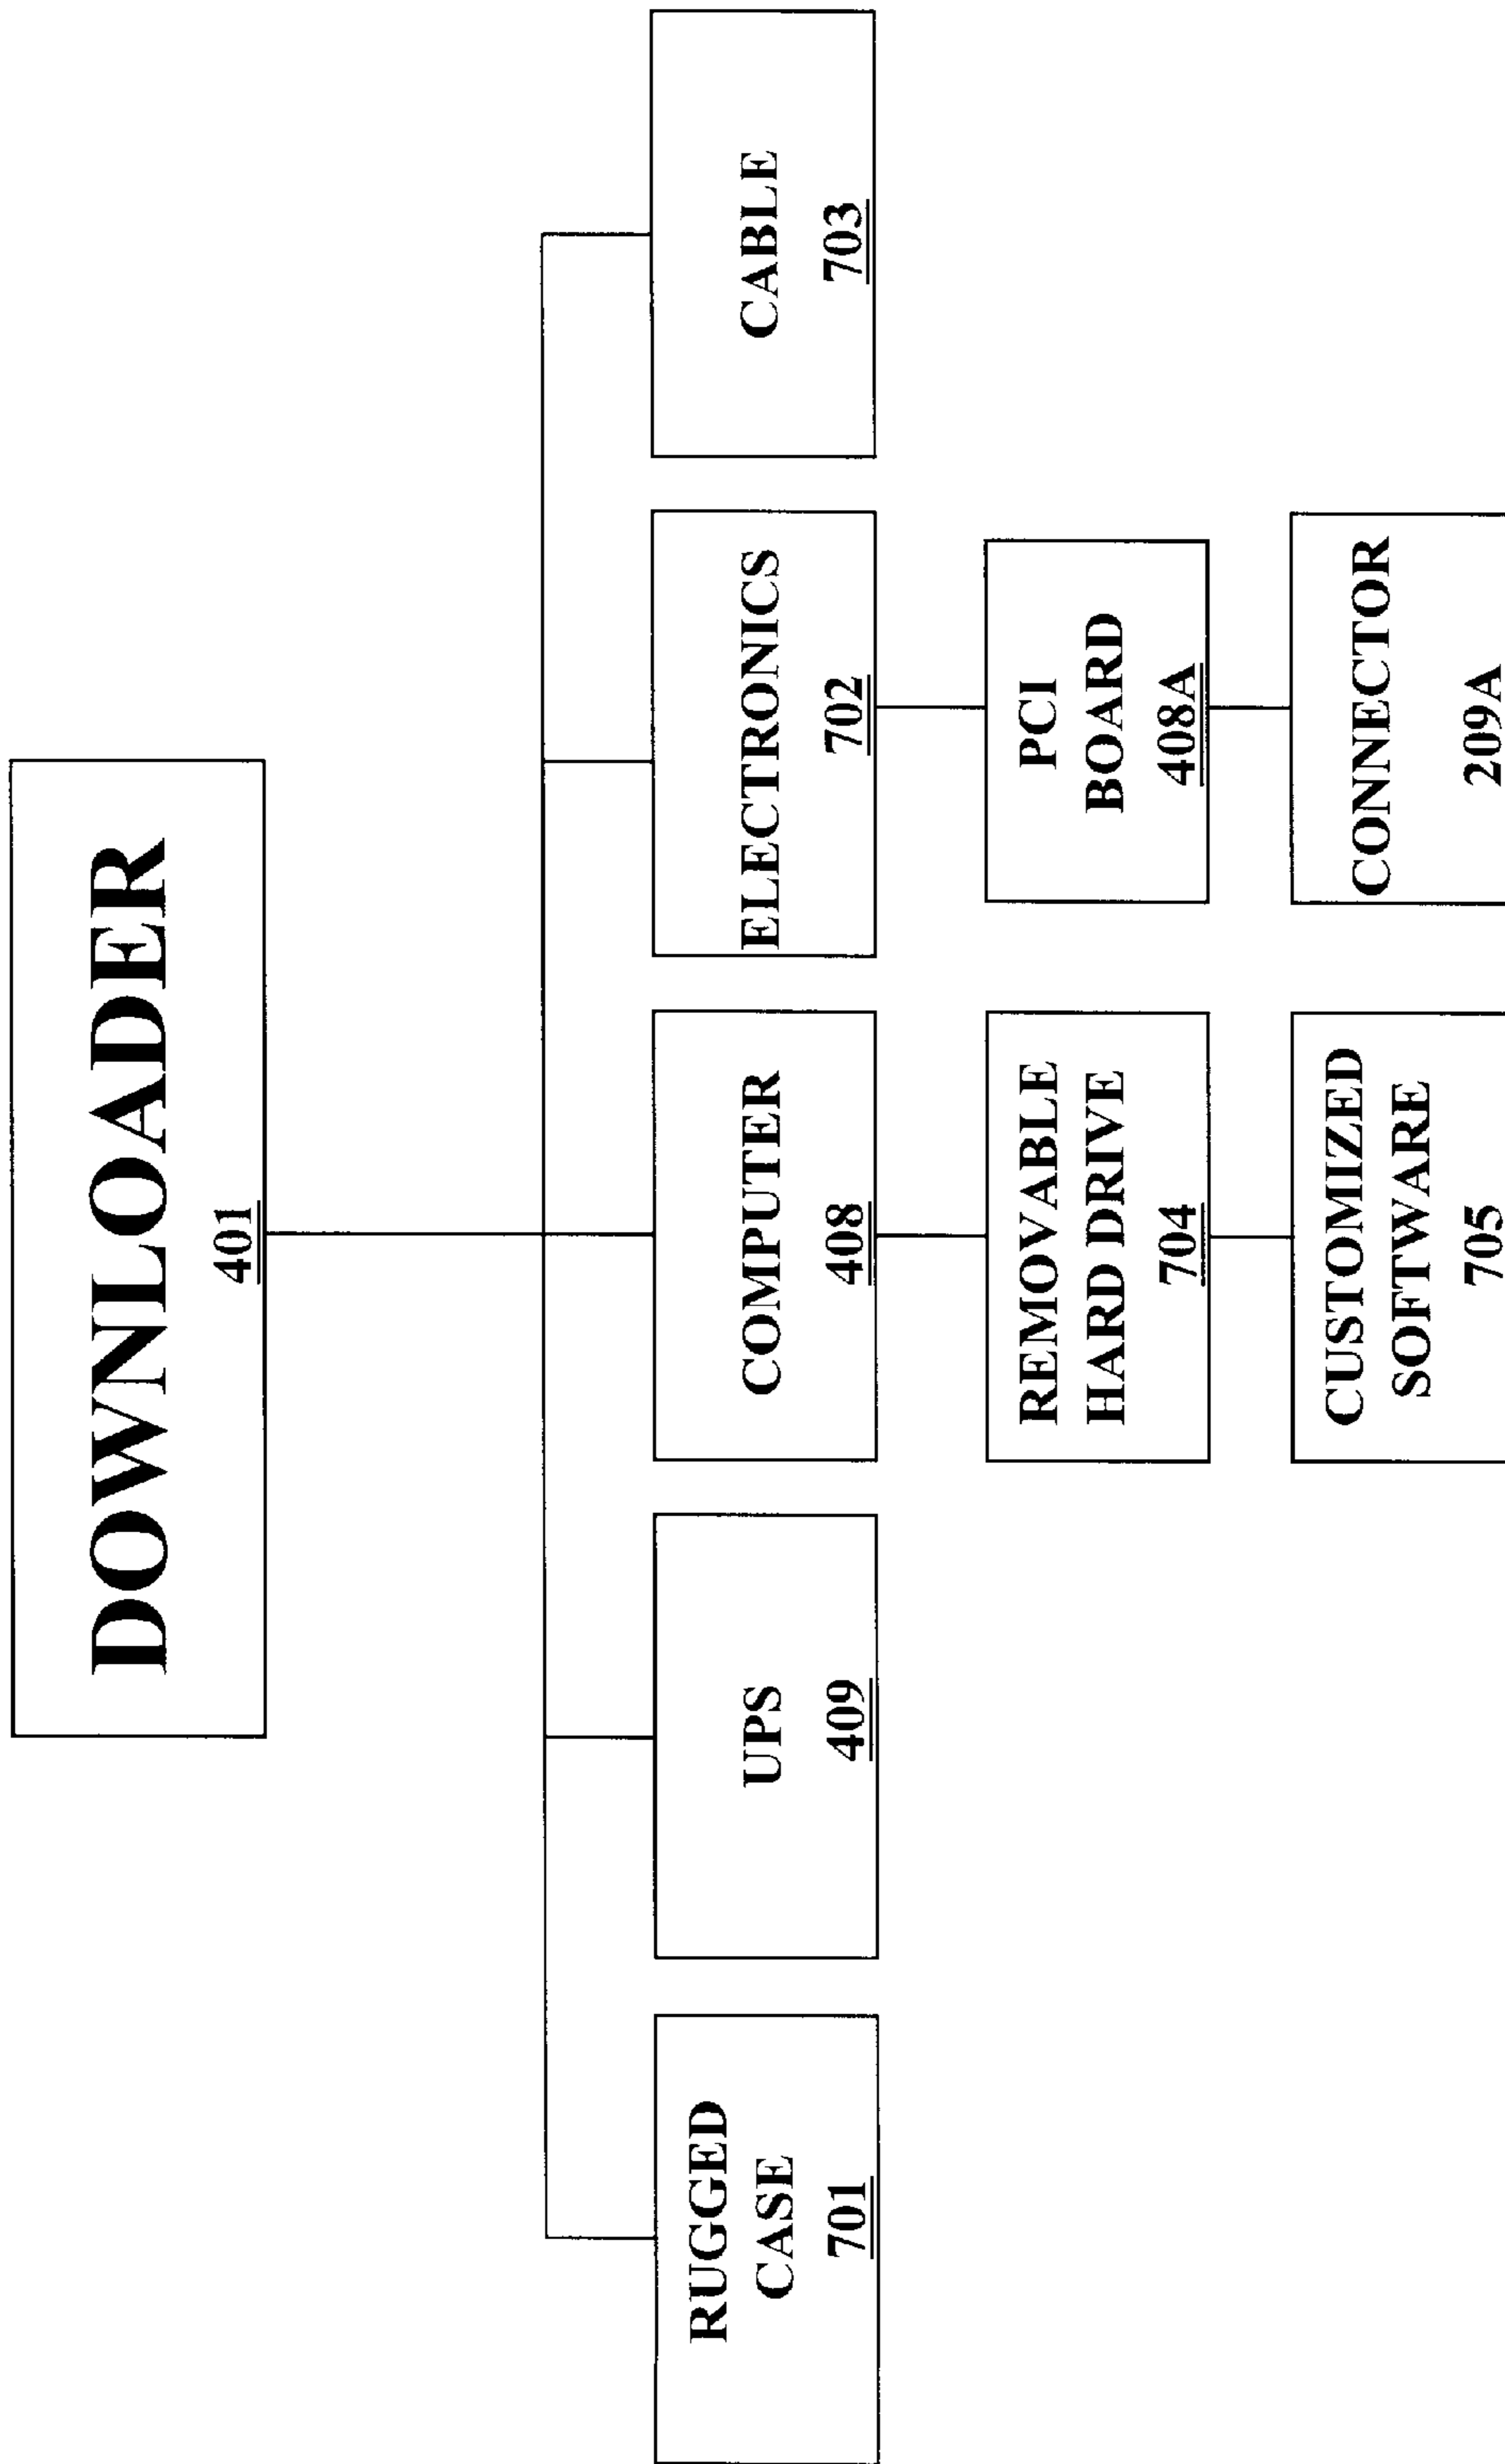 DOWNLOADER
401
RUGGED
CASE
701
UPS
409
COMPUTER
408
ELECTRONICS
702
CABLE
703
REMOVABLE
HARD DRIVE
704
PCI
BOARD
408A
CUSTOMIZED
SOFTWARE
705
CONNECTOR
209A